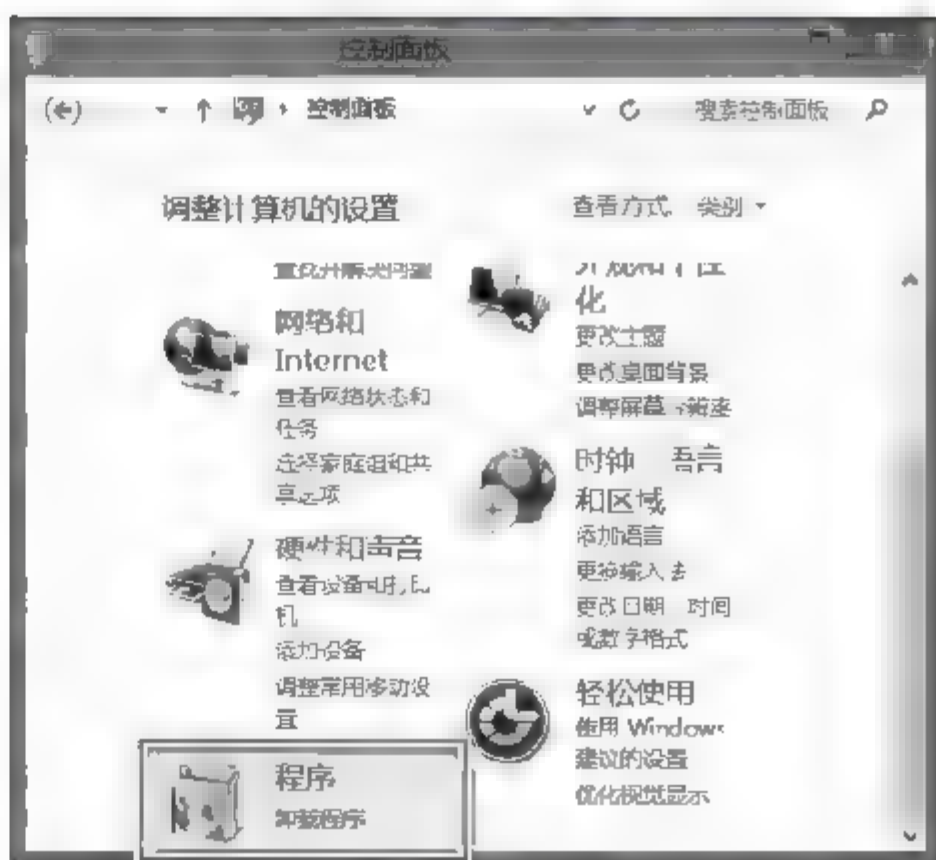 控制面板
控制面板
搜索控制面板
调整计算机的设置
查看方式 类别
网络和
Internet
查看网络状态和
任务
选择家庭组和共
享选项
硬件和声音
查看设备和打印
机
添加设备
调整常用移动设
置
程序
卸载程序
化
更改主题
更改桌面背景
调整屏幕分辨率
时钟 语言
和区域
添加语言
更换输入法
更改日期 时间
或数字格式
轻松使用
使用 Windows
建议的设置
优化视觉显示